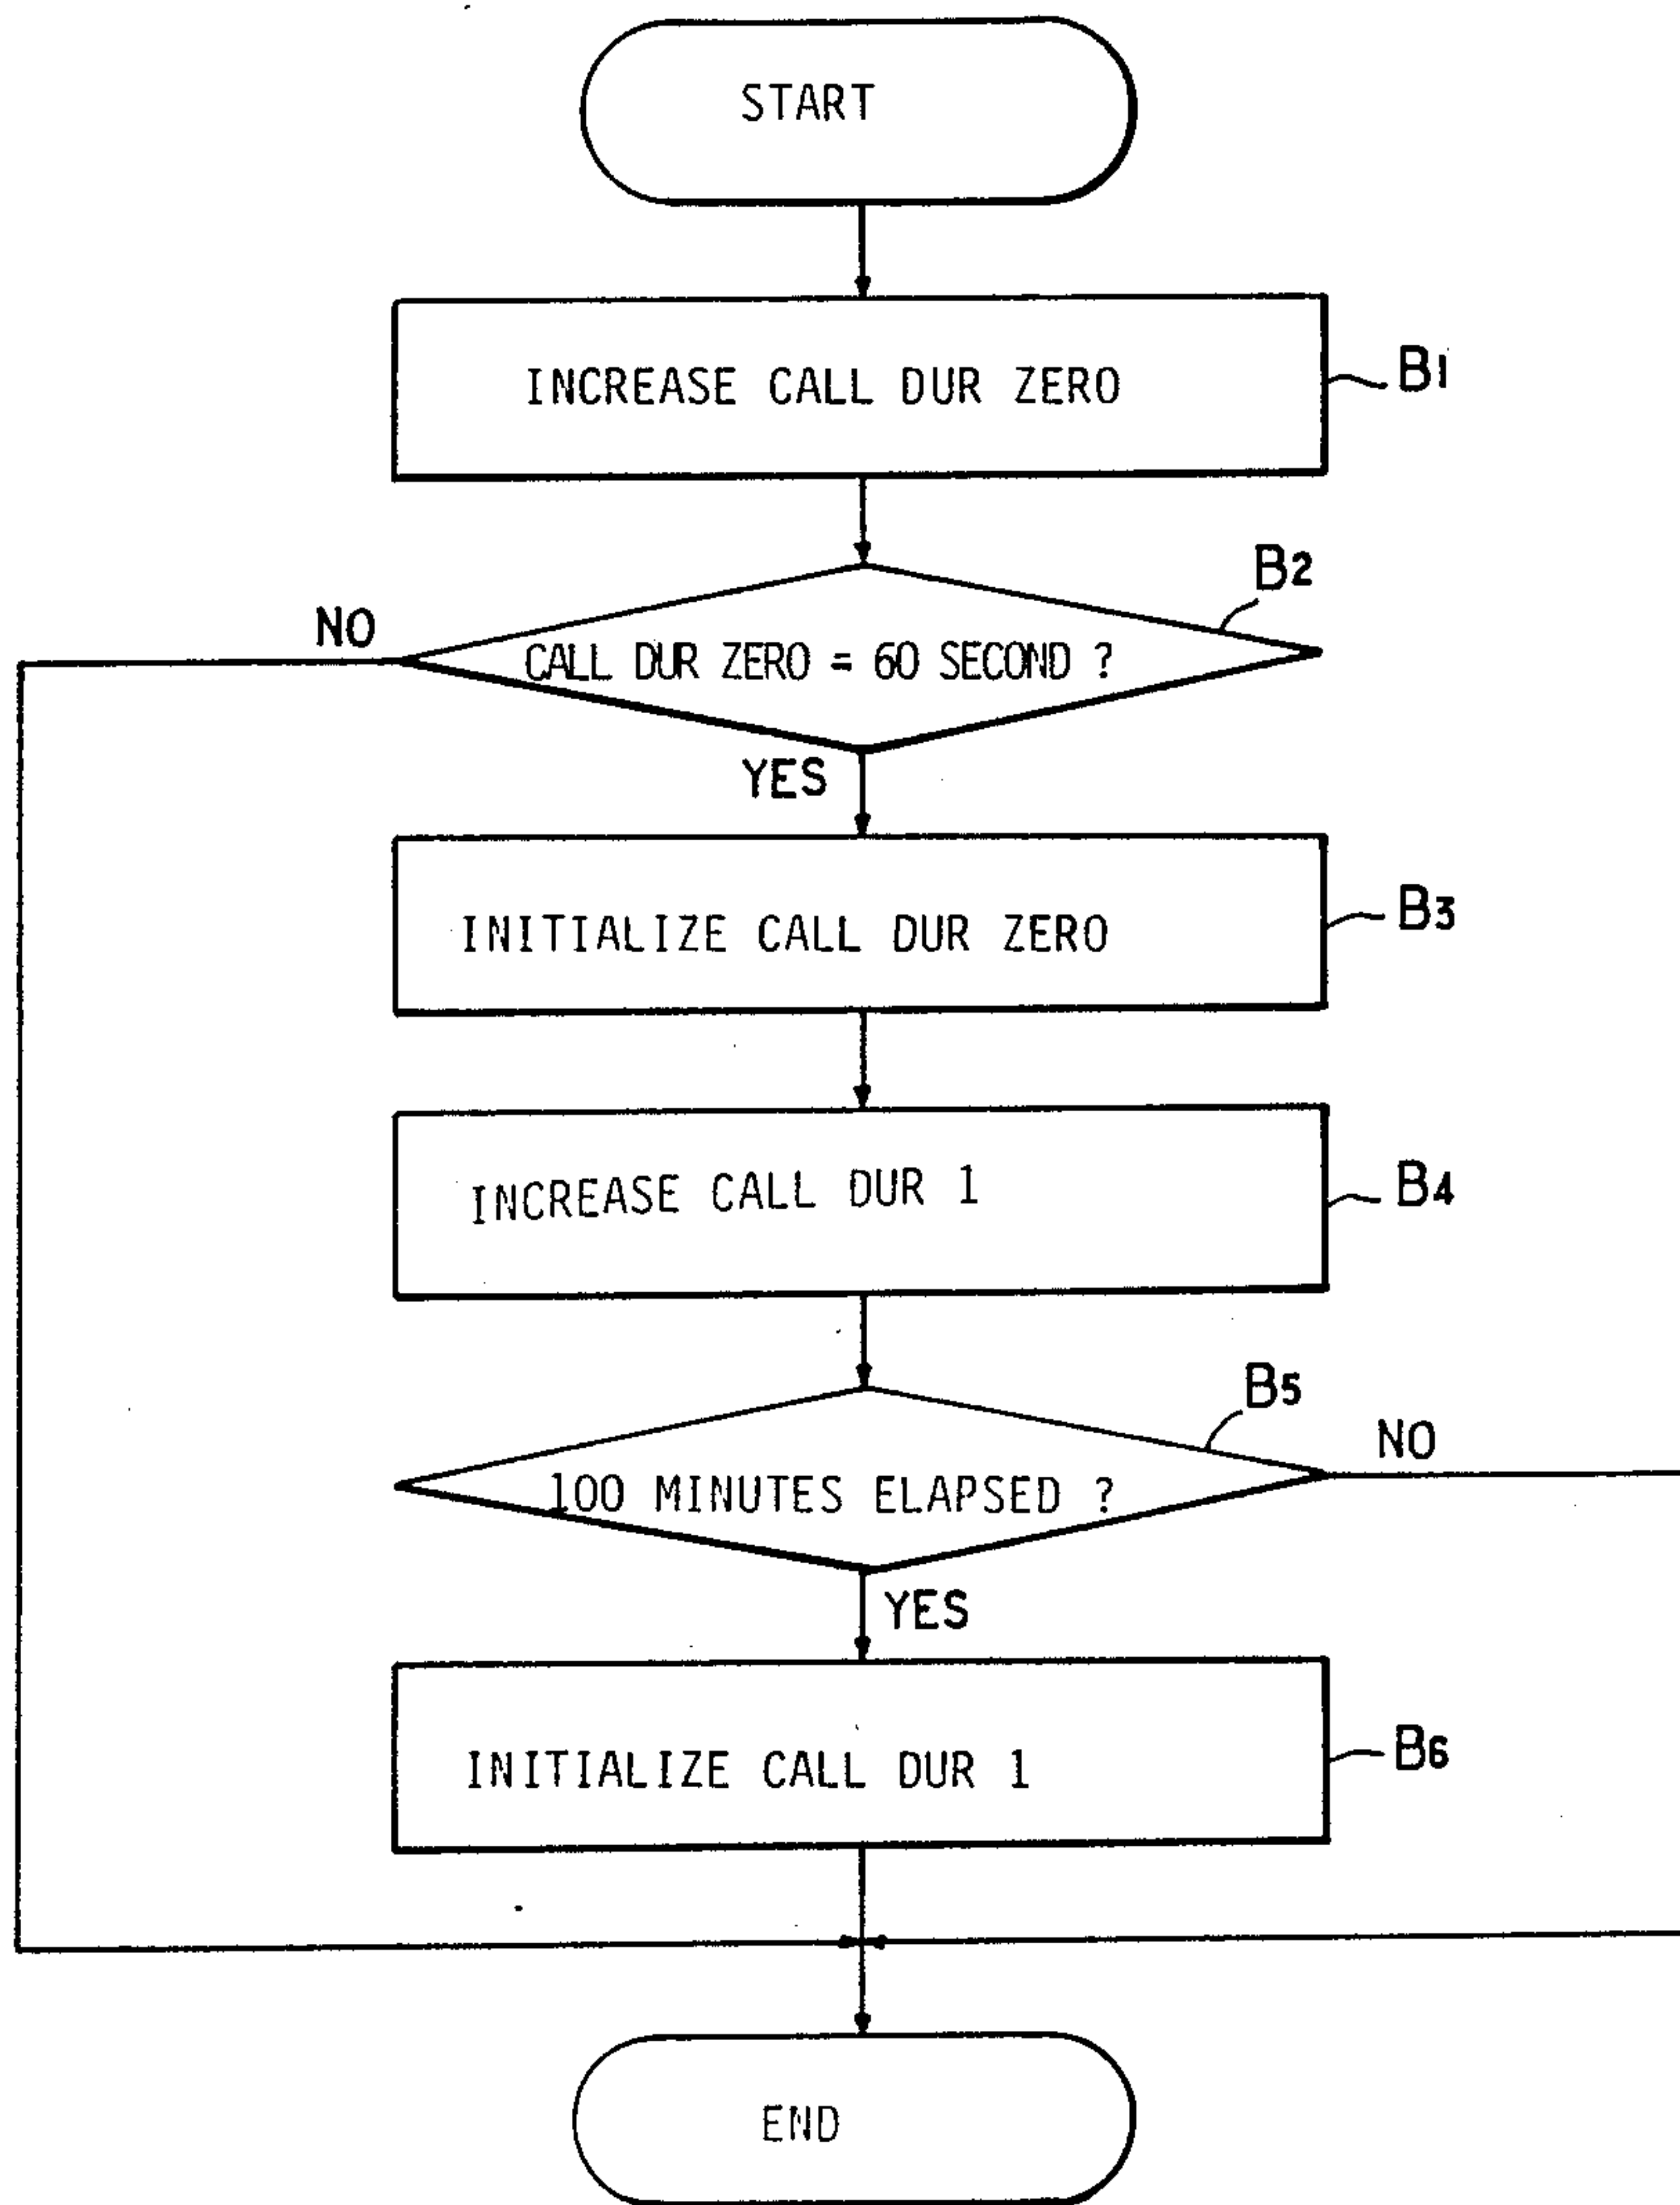 START
INCREASE CALL DUR ZERO
B1
B2
NO
CALL DUR ZERO = 60 SECOND ?
YES
INITIALIZE CALL DUR ZERO
B3
INCREASE CALL DUR 1
B4
B5
NO
100 MINUTES ELAPSED ?
YES
INITIALIZE CALL DUR 1
B6
END